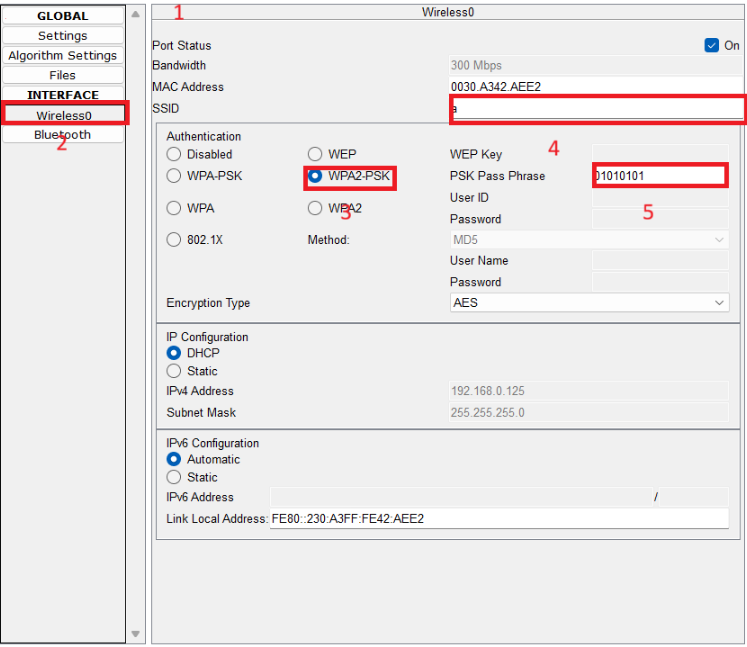 GLOBAL
Settings
Algorithm Settings
Files
INTERFACE
Wireless0
Bluetooth
2
1
Wireless0
Port Status
On
Bandwidth
300 Mbps
MAC Address
0030.A342.AEE2
SSID
a
Authentication
Disabled
WEP
WEP Key
4
WPA-PSK
WPA2-PSK
PSK Pass Phrase
01010101
User ID
WPA
WPA2
3
Password
5
802.1X
Method:
MD5
User Name
Password
Encryption Type
AES
IP Configuration
DHCP
Static
IPv4 Address
192.168.0.125
Subnet Mask
255.255.255.0
IPv6 Configuration
Automatic
Static
IPv6 Address
/
Link Local Address: FE80::230:A3FF:FE42:AEE2